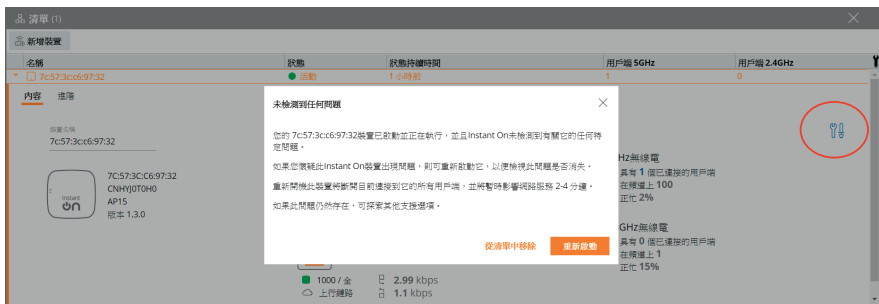 清單 (1)
新增裝置
名稱 狀態 狀態持續時間 用戶端 5GHz 用戶端 2.4GHz
7c:57:3c:c6:97:32 活動 1 小時前 1 0
內容 進階
裝置名稱
7c:57:3c:c6:97:32
7C:57:3C:C6:97:32
CNHYJ0T0H0
AP15
版本 1.3.0
instant
on
未檢測到任何問題
您的 7c:57:3c:c6:97:32裝置已啟動並正在執行，並且Instant On未檢測到有關它的任何特
定問題。
如果您懷疑此Instant On裝置出現問題，則可重新啟動它，以便檢視此問題是否消失。
重新開機此裝置將斷開目前連接到它的所有用戶端，並將暫時影響網路服務 2-4 分鐘。
如果此問題仍然存在，可探索其他支援選項。
從清單中移除 重新啟動
Hz無線電
具有 1 個已連接的用戶端
在頻道上 100
正忙 2%
GHz無線電
具有 0 個已連接的用戶端
在頻道上 1
正忙 15%
1000 / 全 2.99 kbps
上行鏈路 1.1 kbps